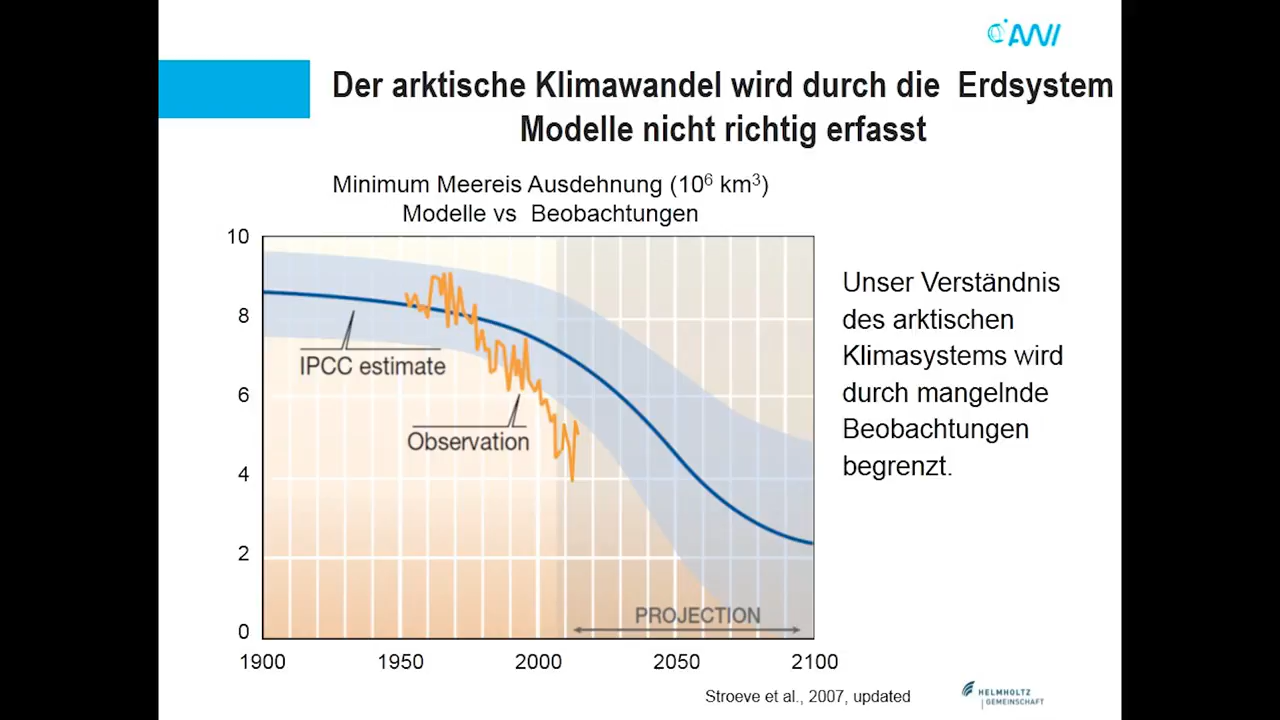 AWI
Der arktische Klimawandel wird durch die Erdsystem
Modelle nicht richtig erfasst
Minimum Meereis Ausdehnung (10⁶ km³)
Modelle vs Beobachtungen
10
8
6
4
2
0
IPCC estimate
Observation
PROJECTION
1900 1950 2000 2050 2100
Unser Verständnis
des arktischen
Klimasystems wird
durch mangelnde
Beobachtungen
begrenzt.
Stroeve et al., 2007, updated
HELMHOLTZ
GEMEINSCHAFT